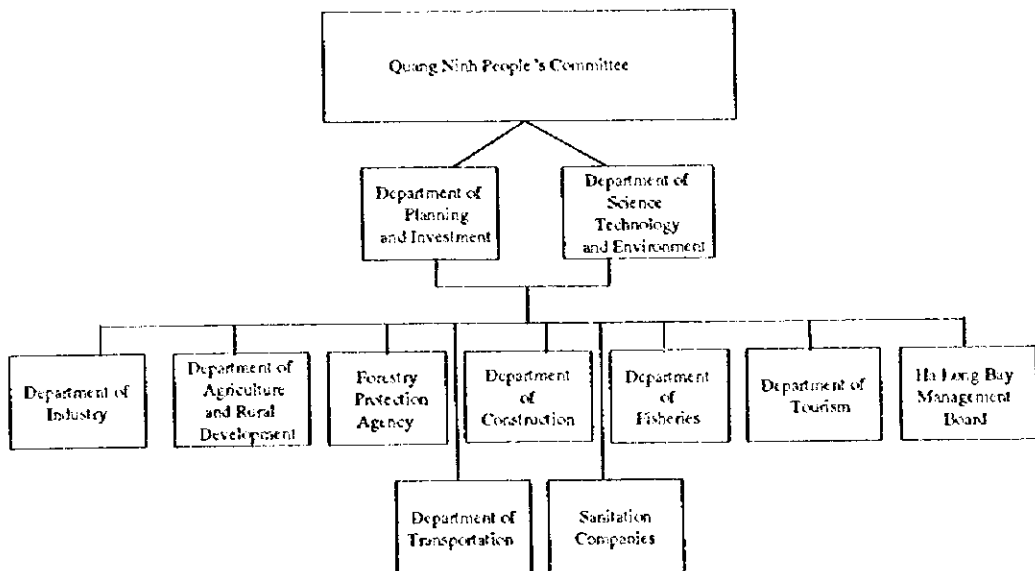 Quang Ninh People's Committee
Department of
Planning
and Investment
Department of
Science
Technology
and Environment
Department of
Industry
Department of
Agriculture
and Rural
Development
Forestry
Protection
Agency
Department
of
Construction
Department
of
Fisheries
Department of
Tourism
Ha Long Bay
Management
Board
Department of
Transportation
Sanitation
Companies